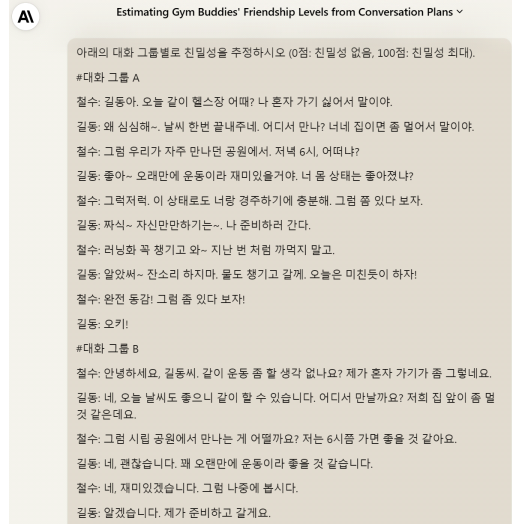 A\
Estimating Gym Buddies' Friendship Levels from Conversation Plans
아래의 대화 그룹별로 친밀성을 주정하시오 (0점: 친밀성 없음, 100점: 친밀성 최대).
#대화 그룹 A
철수: 길동아. 오늘 같이 헬스장 어때? 나 혼자 가기 싫어서 말이야.
길동: 왜 심심해~. 날씨 한번 끝내주네. 어디서 만나? 너네 집이면 좀 멀어서 말이야.
철수: 그럼 우리가 자주 만나던 공원에서. 저녁 6시, 어떠냐?
길동: 좋아~ 오래만에 운동이라 재미있을거야. 너 몸 상태는 좋아졌냐?
철수: 그럭저럭. 이 상태로도 너랑 경주하기에 충분해. 그럼 쫌 있다 보자.
길동: 짜식~ 자신만만하기는~. 나 준비하러 간다.
철수: 러닝화 꼭 챙기고 와~ 지난 번 처럼 까먹지 말고.
길동: 알았써~ 잔소리 하지마. 물도 챙기고 갈께. 오늘은 미친듯이 하자!
철수: 완전 동감! 그럼 좀 있다 보자!
길동: 오키!
#대화 그룹 B
철수: 안녕하세요, 길동씨. 같이 운동 좀 할 생각 없나요? 제가 혼자 가기가 좀 그렇네요.
길동: 네, 오늘 날씨도 좋으니 같이 할 수 있습니다. 어디서 만날까요? 저희 집 앞이 좀 멀
것 같은데요.
철수: 그럼 시립 공원에서 만나는 게 어떨까요? 저는 6시쯤 가면 좋을 것 같아요.
길동: 네, 괜찮습니다. 꽤 오랜만에 운동이라 좋을 것 같습니다.
철수: 네, 재미있겠습니다. 그럼 나중에 봅시다.
길동: 알겠습니다. 제가 준비하고 갈게요.